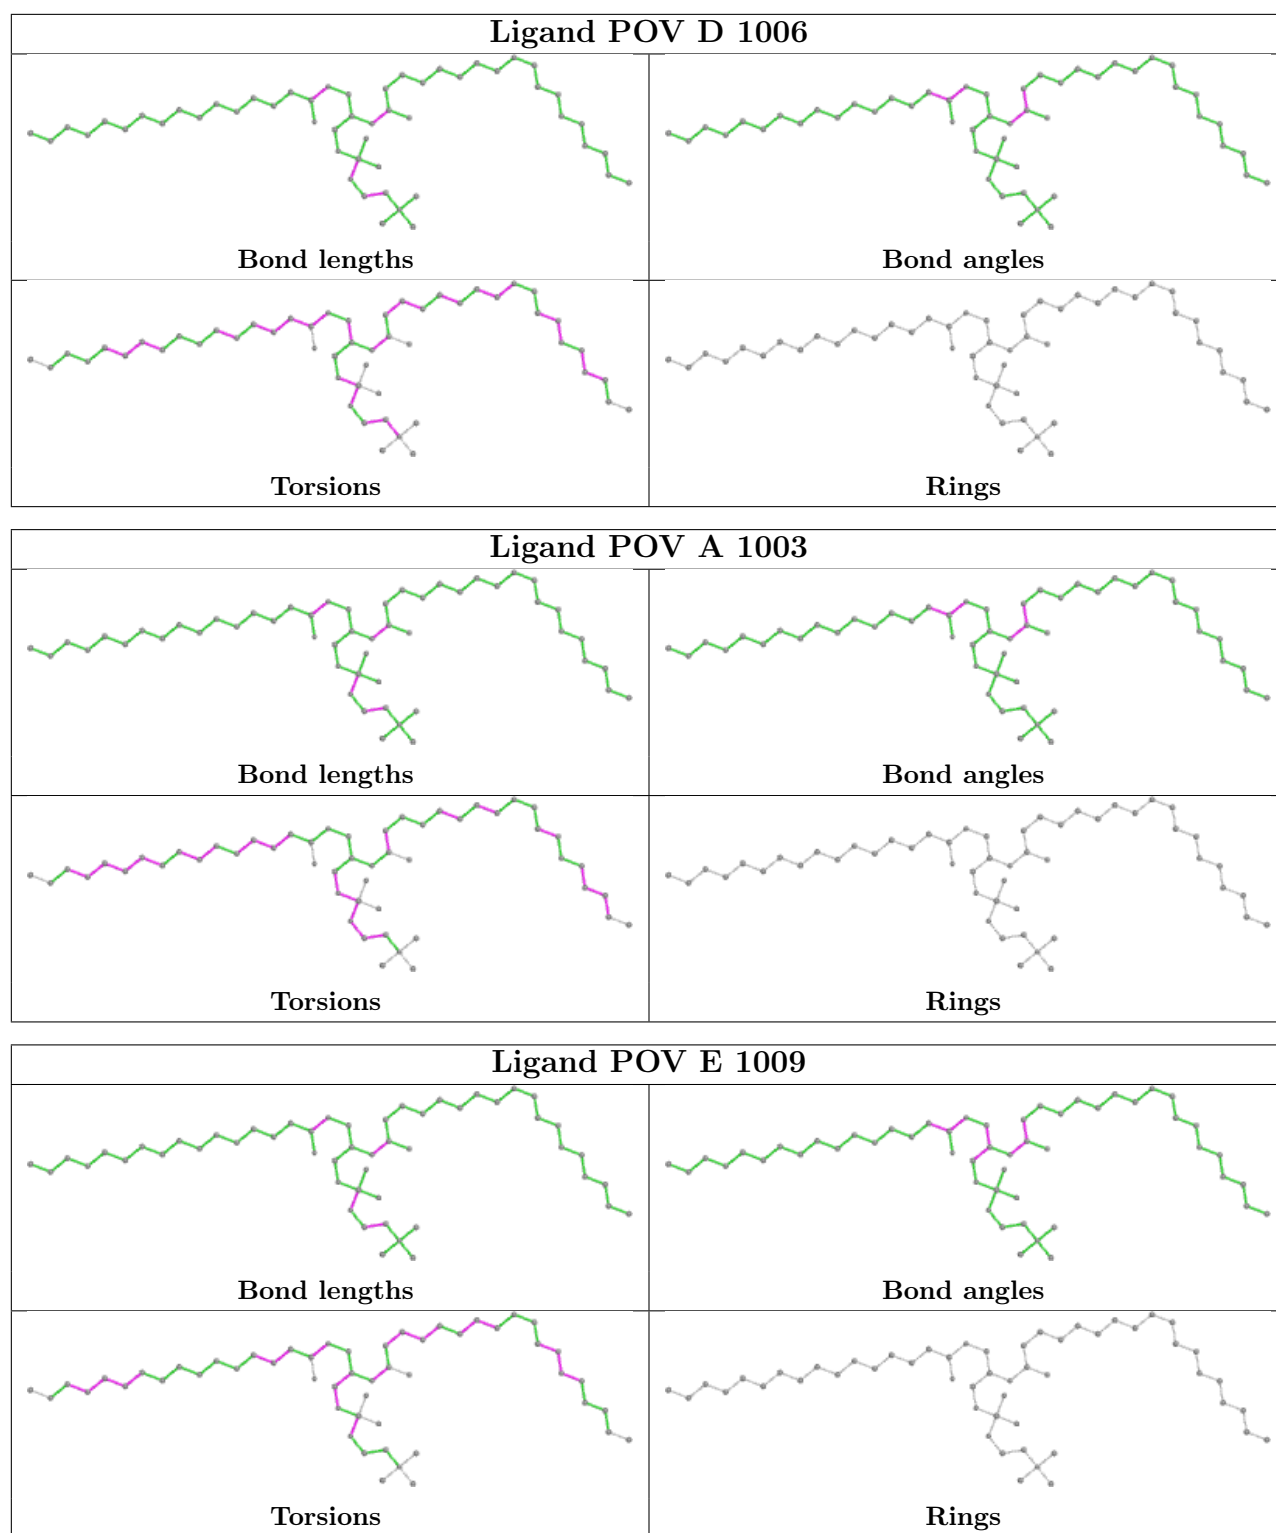 Ligand POV D 1006
Bond lengths
Bond angles
Torsions
Rings
Ligand POV A 1003
Bond lengths
Bond angles
Torsions
Rings
Ligand POV E 1009
Bond lengths
Bond angles
Torsions
Rings